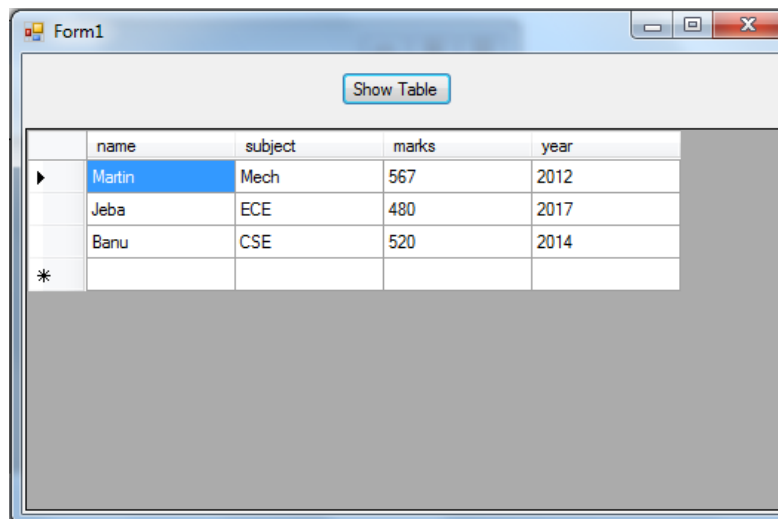 Form1
Show Table
name subject marks year
Martin Mech 567 2012
Jeba ECE 480 2017
Banu CSE 520 2014